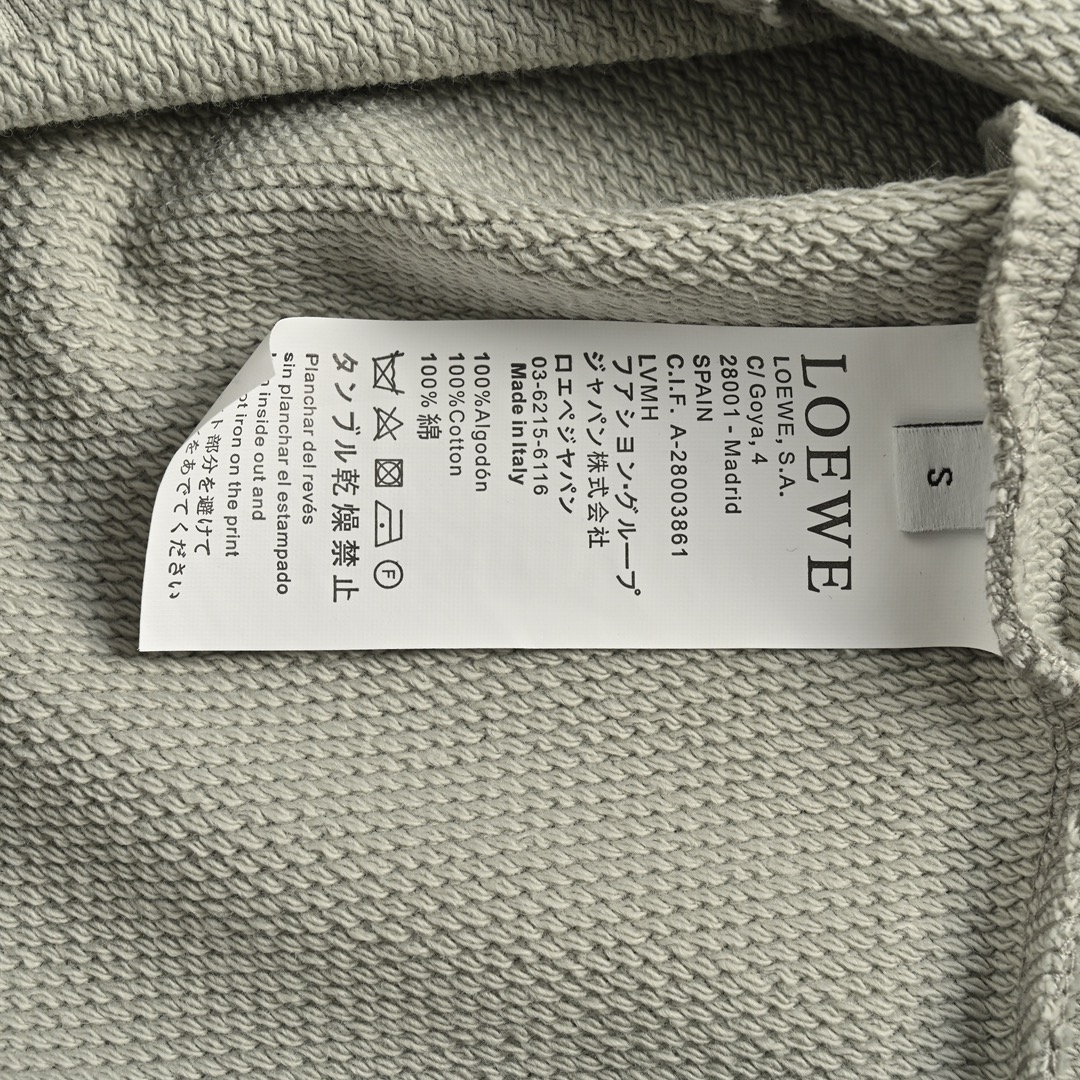 S
LOEWE
LOEWE, S.A.
C/Goya, 4
28001 - Madrid
SPAIN
C.I.F. A-28003861
LVMH
ファシヨン・グループ
ジャパン株式会社
ロエベジャパン
03-6215-6116
Made in Italy
100%Algodón
100%Cotton
100% 綿
F
タンブル乾燥禁止
Planchar del revés
sin planchar el estampado
inside out and
iron on the print
ト部分を避けて
をあててください